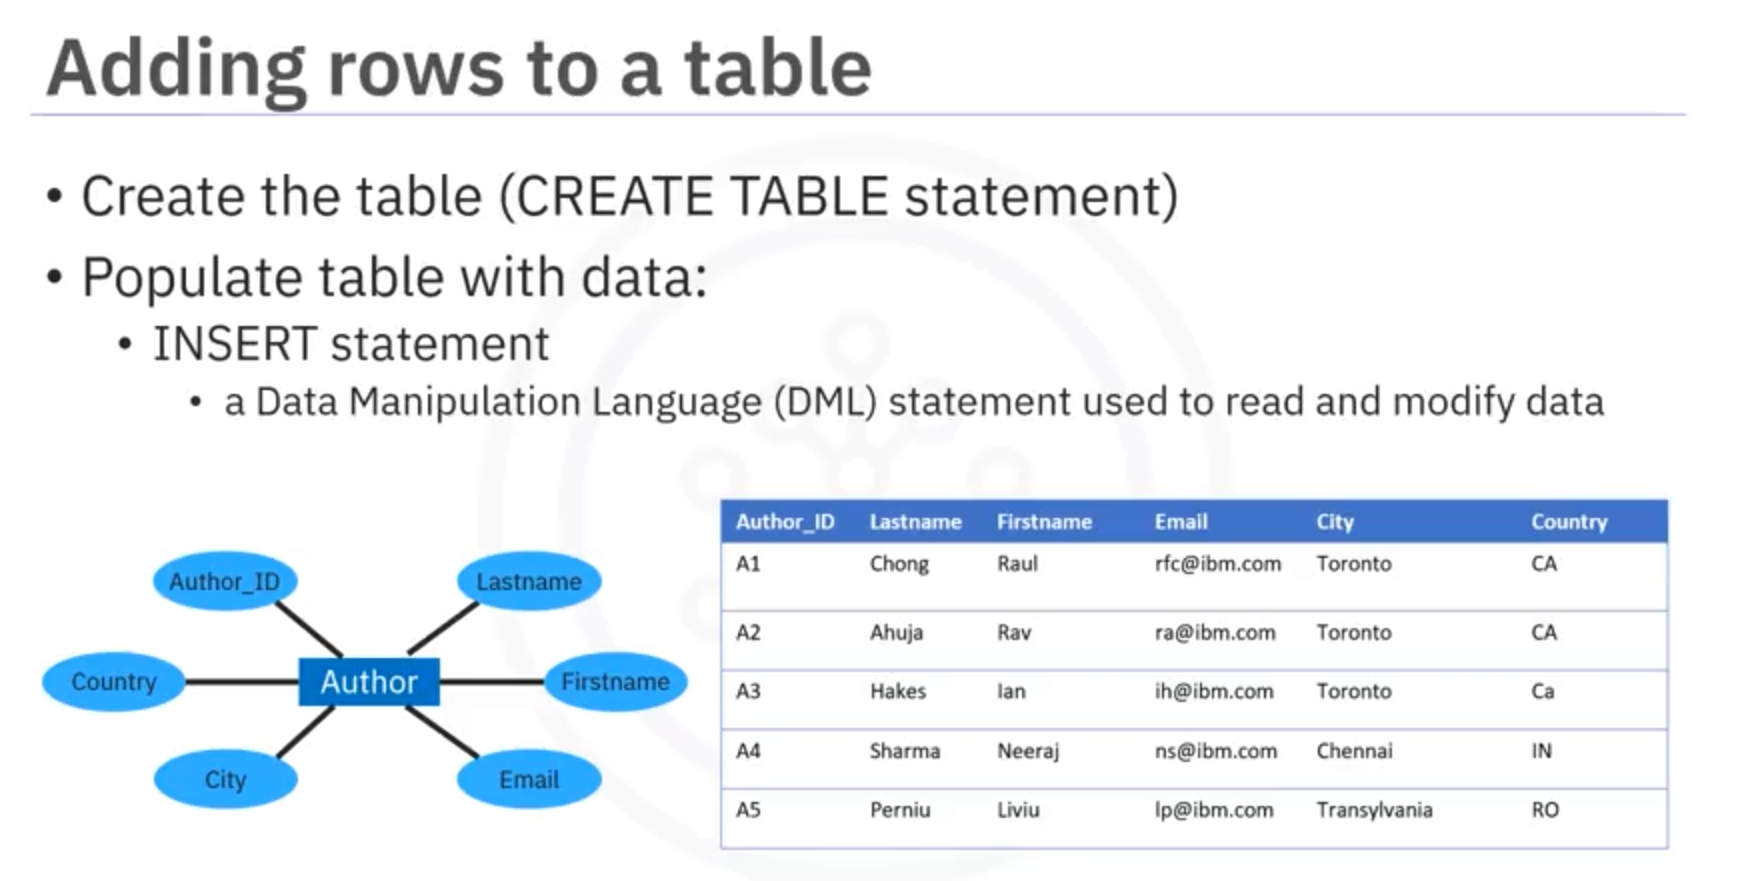 Adding rows to a table
• Create the table (CREATE TABLE statement)
• Populate table with data:
• INSERT statement
• a Data Manipulation Language (DML) statement used to read and modify data
Author_ID
Lastname
Country
Author
Firstname
City
Email
Author_ID Lastname Firstname Email City Country
A1 Chong Raul rfc@ibm.com Toronto CA
A2 Ahuja Rav ra@ibm.com Toronto CA
A3 Hakes Ian ih@ibm.com Toronto Ca
A4 Sharma Neeraj ns@ibm.com Chennai IN
A5 Perniu Liviu lp@ibm.com Transylvania RO